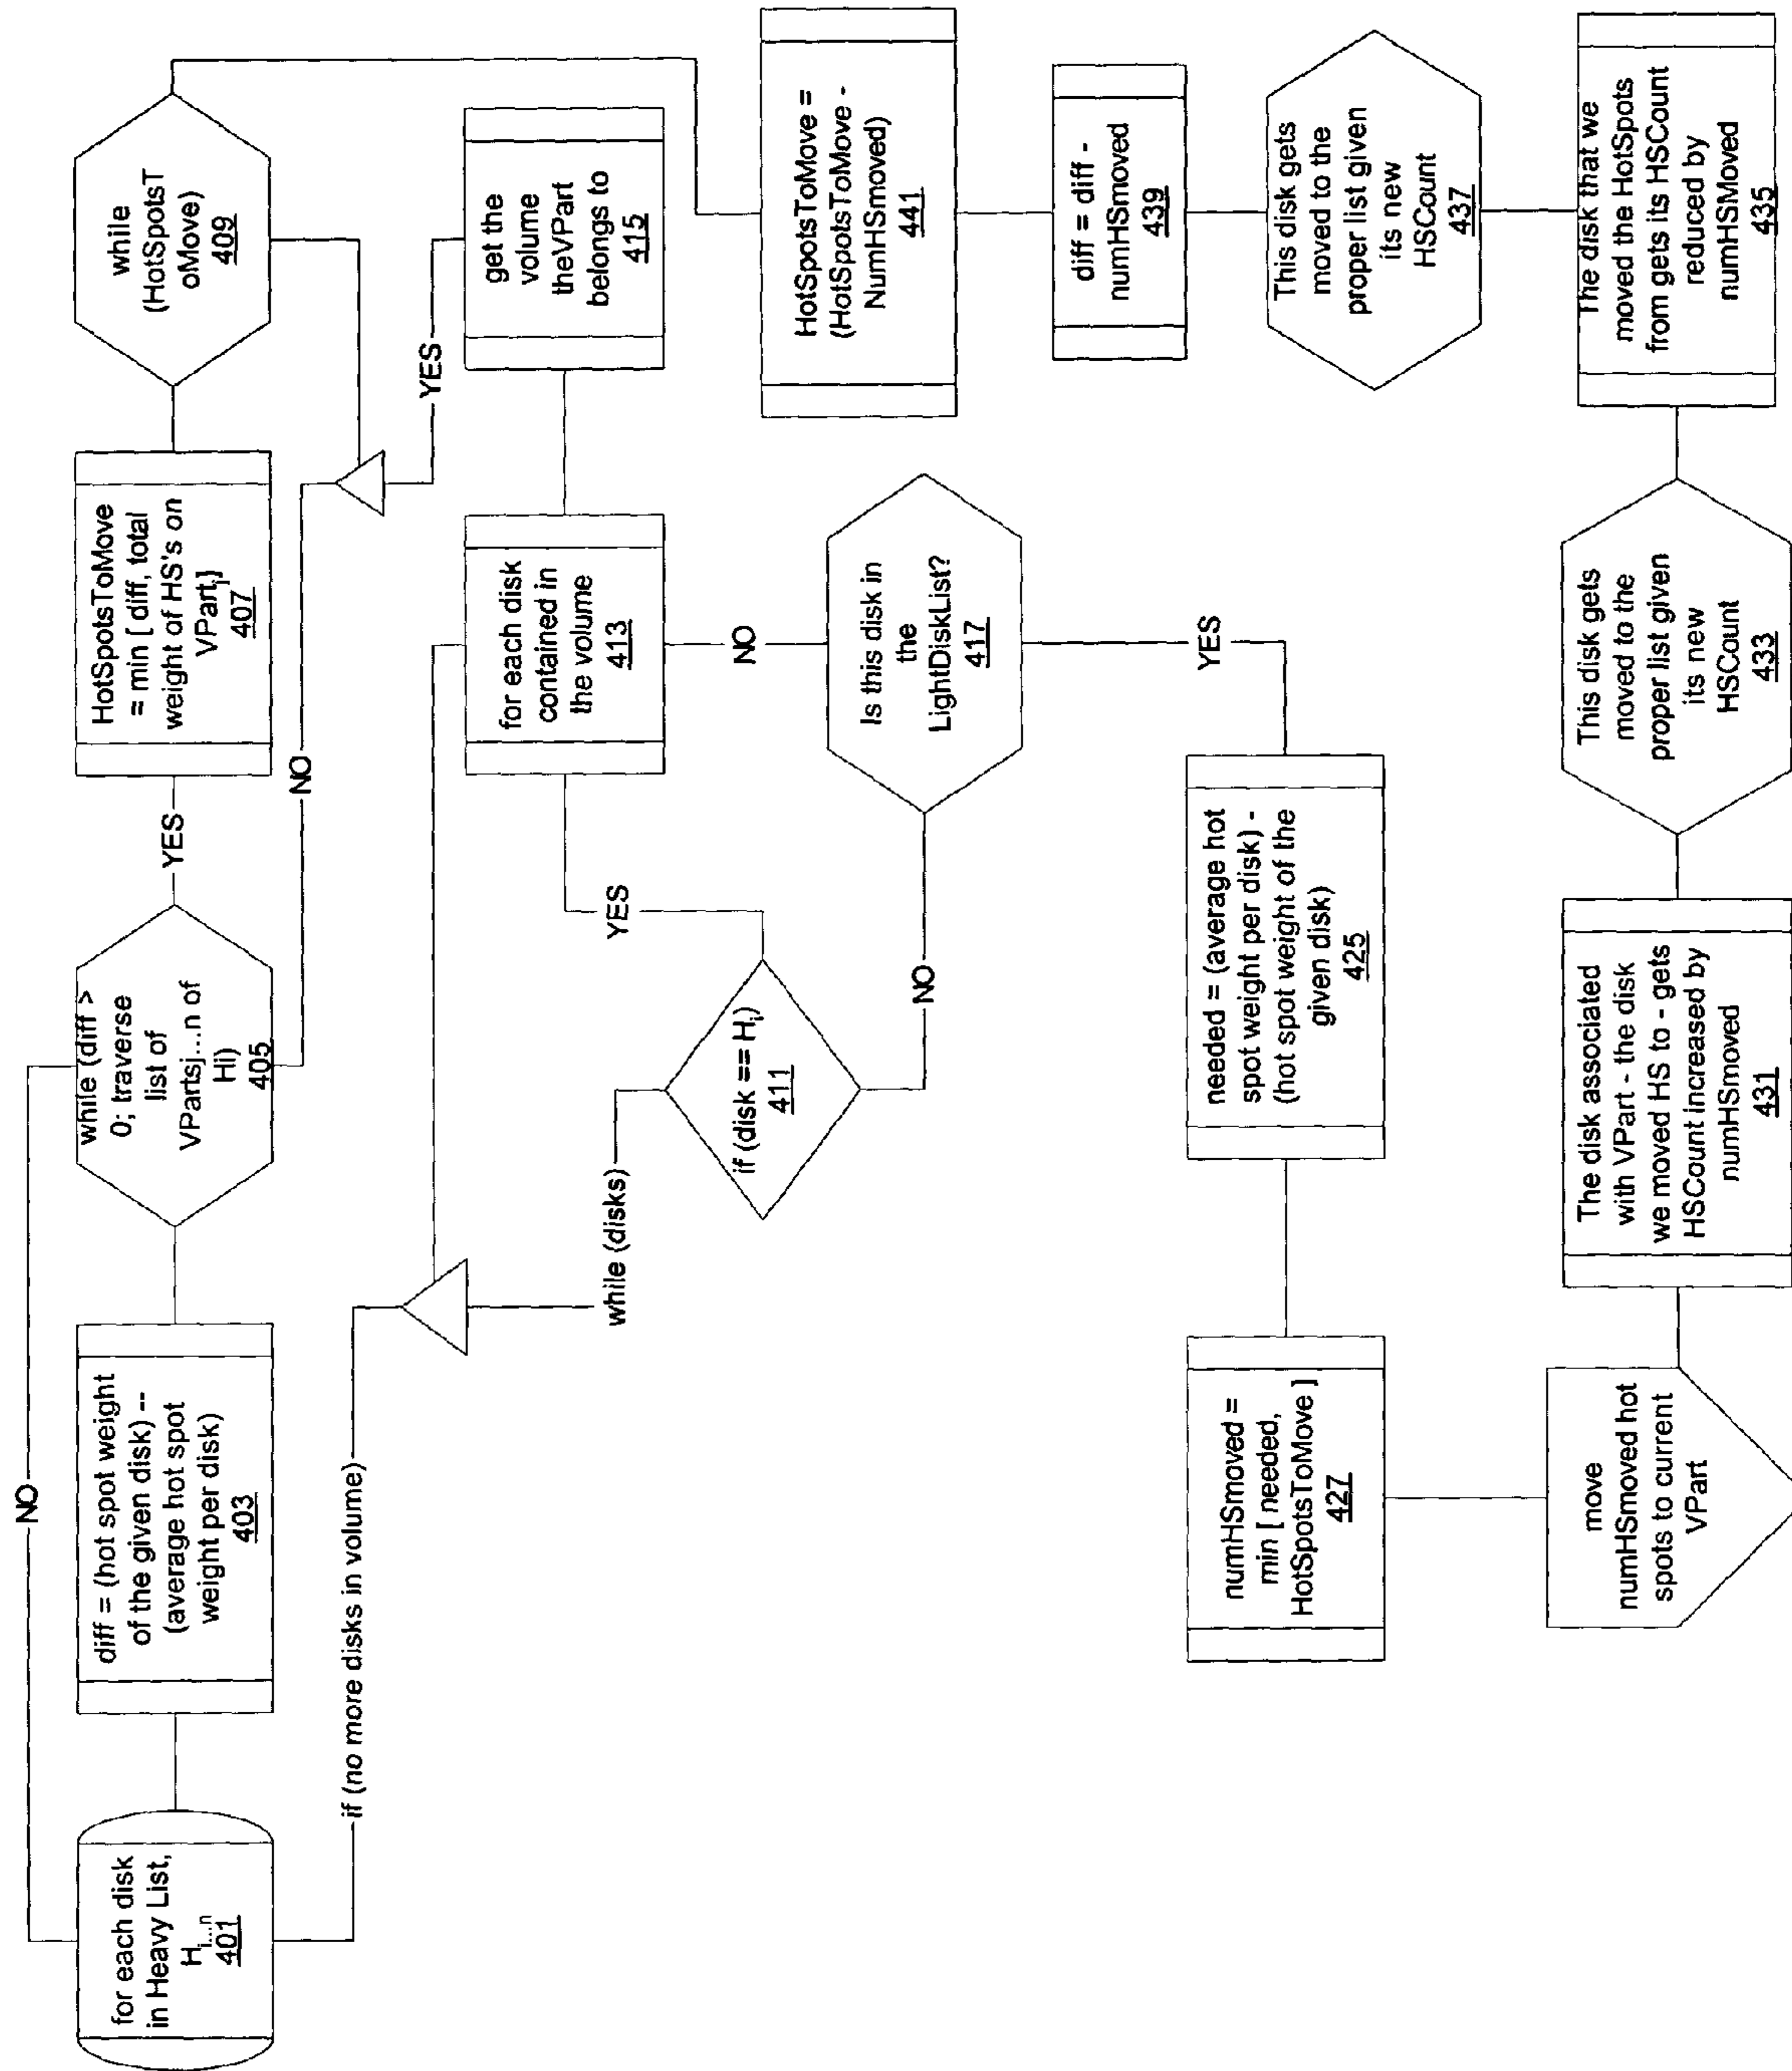 NO
for each disk
in Heavy List,
Hi...n
401
diff = (hot spot weight
of the given disk) --
(average hot spot
weight per disk)
403
while (diff >
0; traverse
list of
VPartsj...n of
Hi)
405
YES
HotSpotsToMove
= min [ diff, total
weight of HS's on
VPartj]
407
while
(HotSpotsT
oMove)
409
NO
YES
if (no more disks in volume)
while (disks)
if (disk == Hi)
411
YES
for each disk
contained in
the volume
413
get the
volume
theVPart
belongs to
415
NO
NO
Is this disk in
the
LightDiskList?
417
YES
HotSpotsToMove =
(HotSpotsToMove -
NumHSmoved)
441
diff = diff -
numHSmoved
439
numHSmoved =
min [ needed,
HotSpotsToMove ]
427
needed = (average hot
spot weight per disk) -
(hot spot weight of the
given disk)
425
This disk gets
moved to the
proper list given
its new
HSCount
437
move
numHSmoved hot
spots to current
VPart
The disk associated
with VPart - the disk
we moved HS to - gets
HSCount increased by
numHSmoved
431
This disk gets
moved to the
proper list given
its new
HSCount
433
The disk that we
moved the HotSpots
from gets its HSCount
reduced by
numHSMoved
435